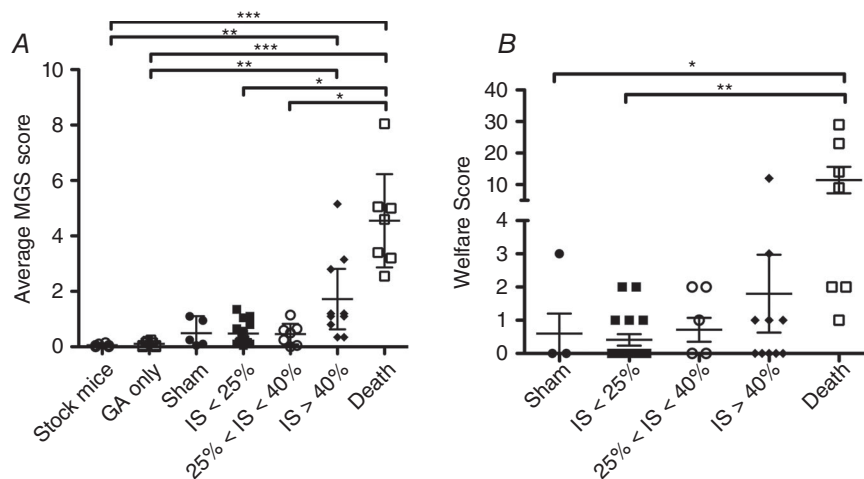 A
***
**
***
**
*
*
Average MGS score
10
8
6
4
2
0
Stock mice
GA only
Sham
IS < 25%
25% < IS < 40%
IS > 40%
Death
B
*
**
Welfare Score
40
30
20
10
4
3
2
1
0
Sham
IS < 25%
25% < IS < 40%
IS > 40%
Death